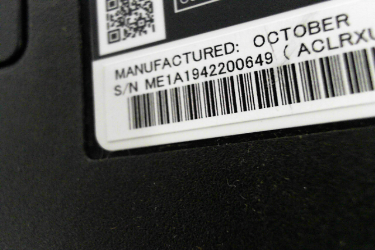 MANUFACTURED: OCTOBER
S/N ME1A1942200649 ( ACLRXU